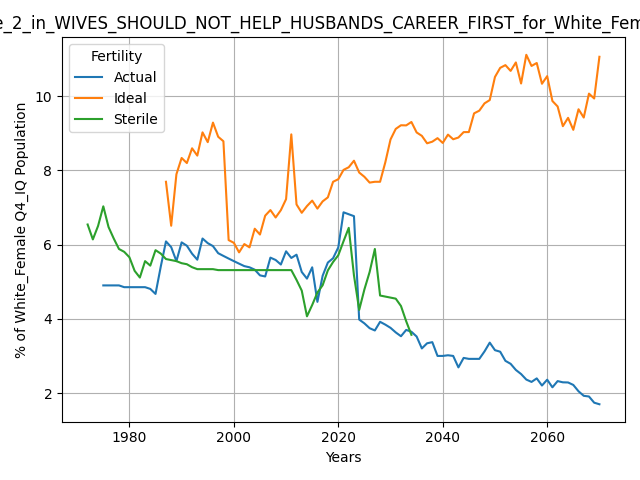 e_2_in_WIVES_SHOULD_NOT_HELP_HUSBANDS_CAREER_FIRST_for_White_Fem
Fertility
Actual
Ideal
Sterile
% of White_Female Q4_IQ Population
10
8
6
4
2
1980 2000 2020 2040 2060
Years